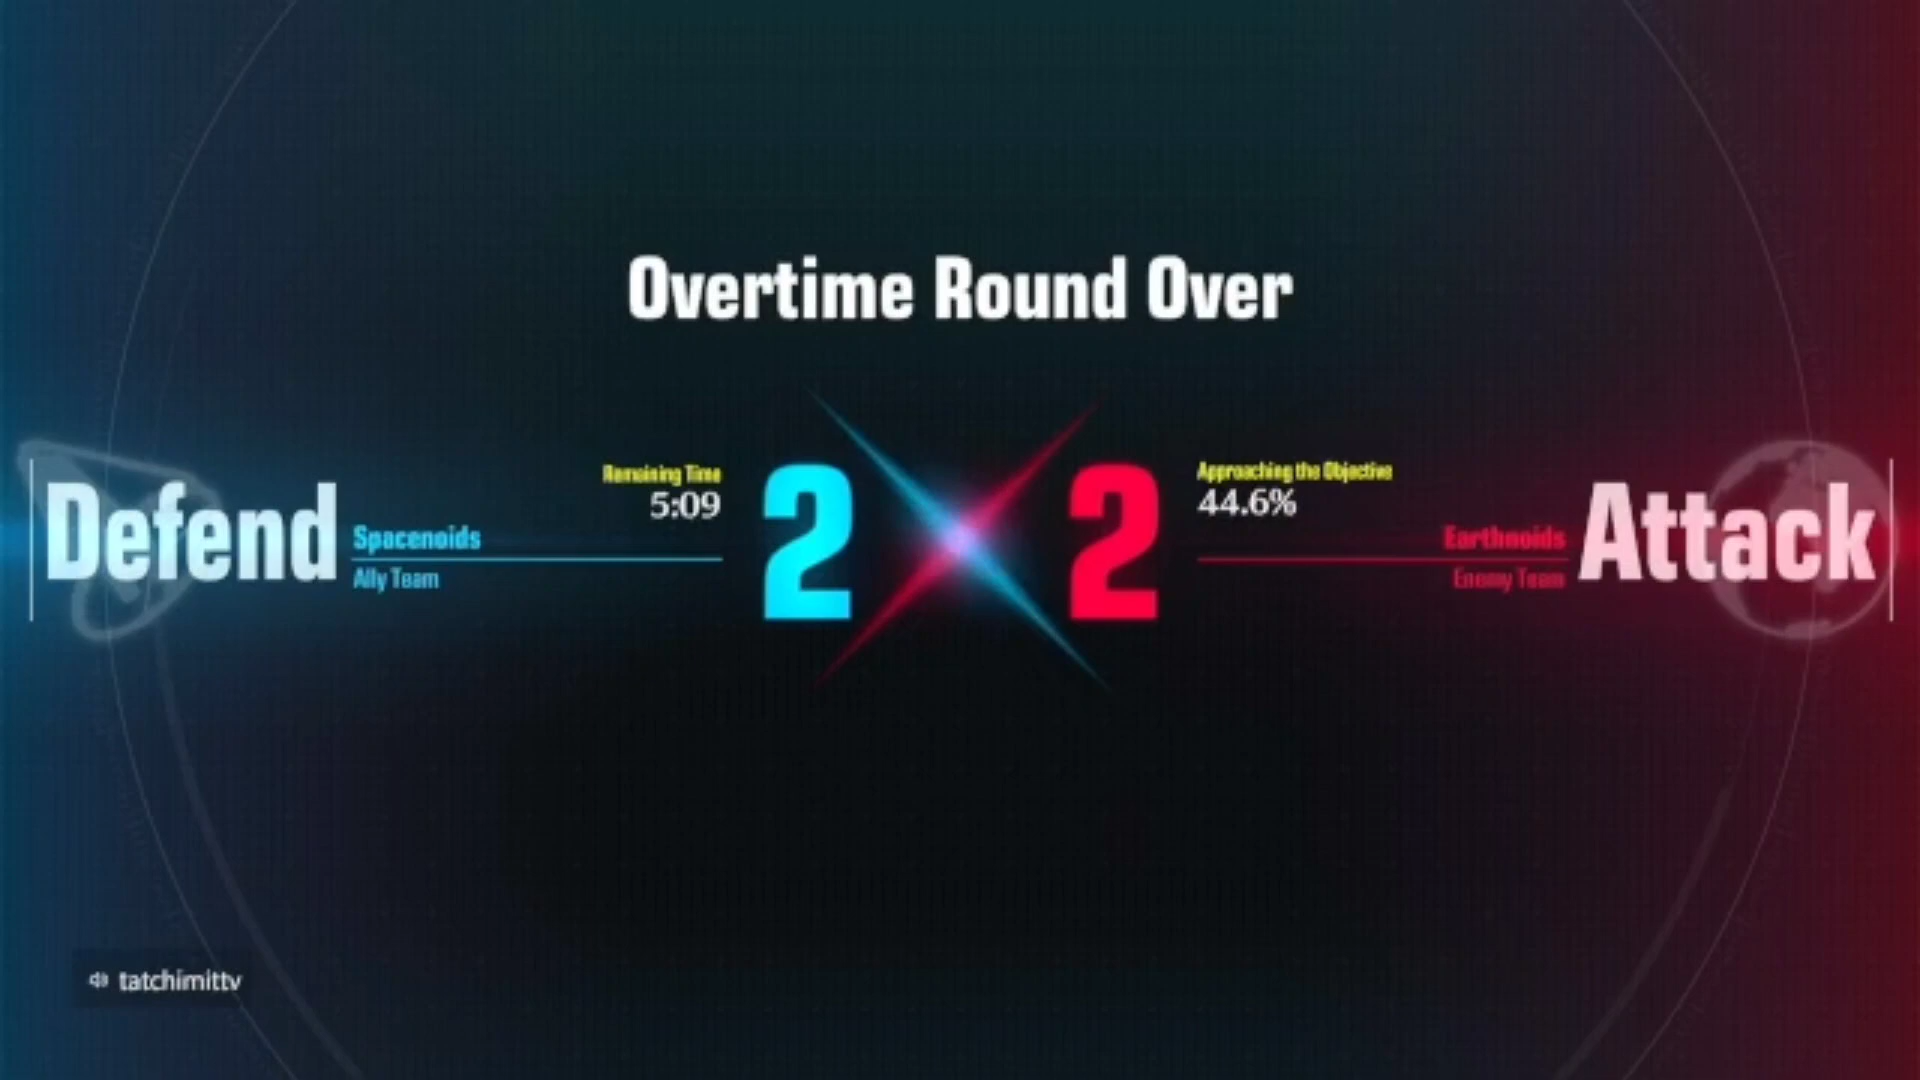 Overtime Round Over
Defend
Spacenoids
Ally Team
Remaining Time
5:09
2
2
Approaching the Objective
44.6%
Earthnoids
Enemy Team
Attack
tatchimittv